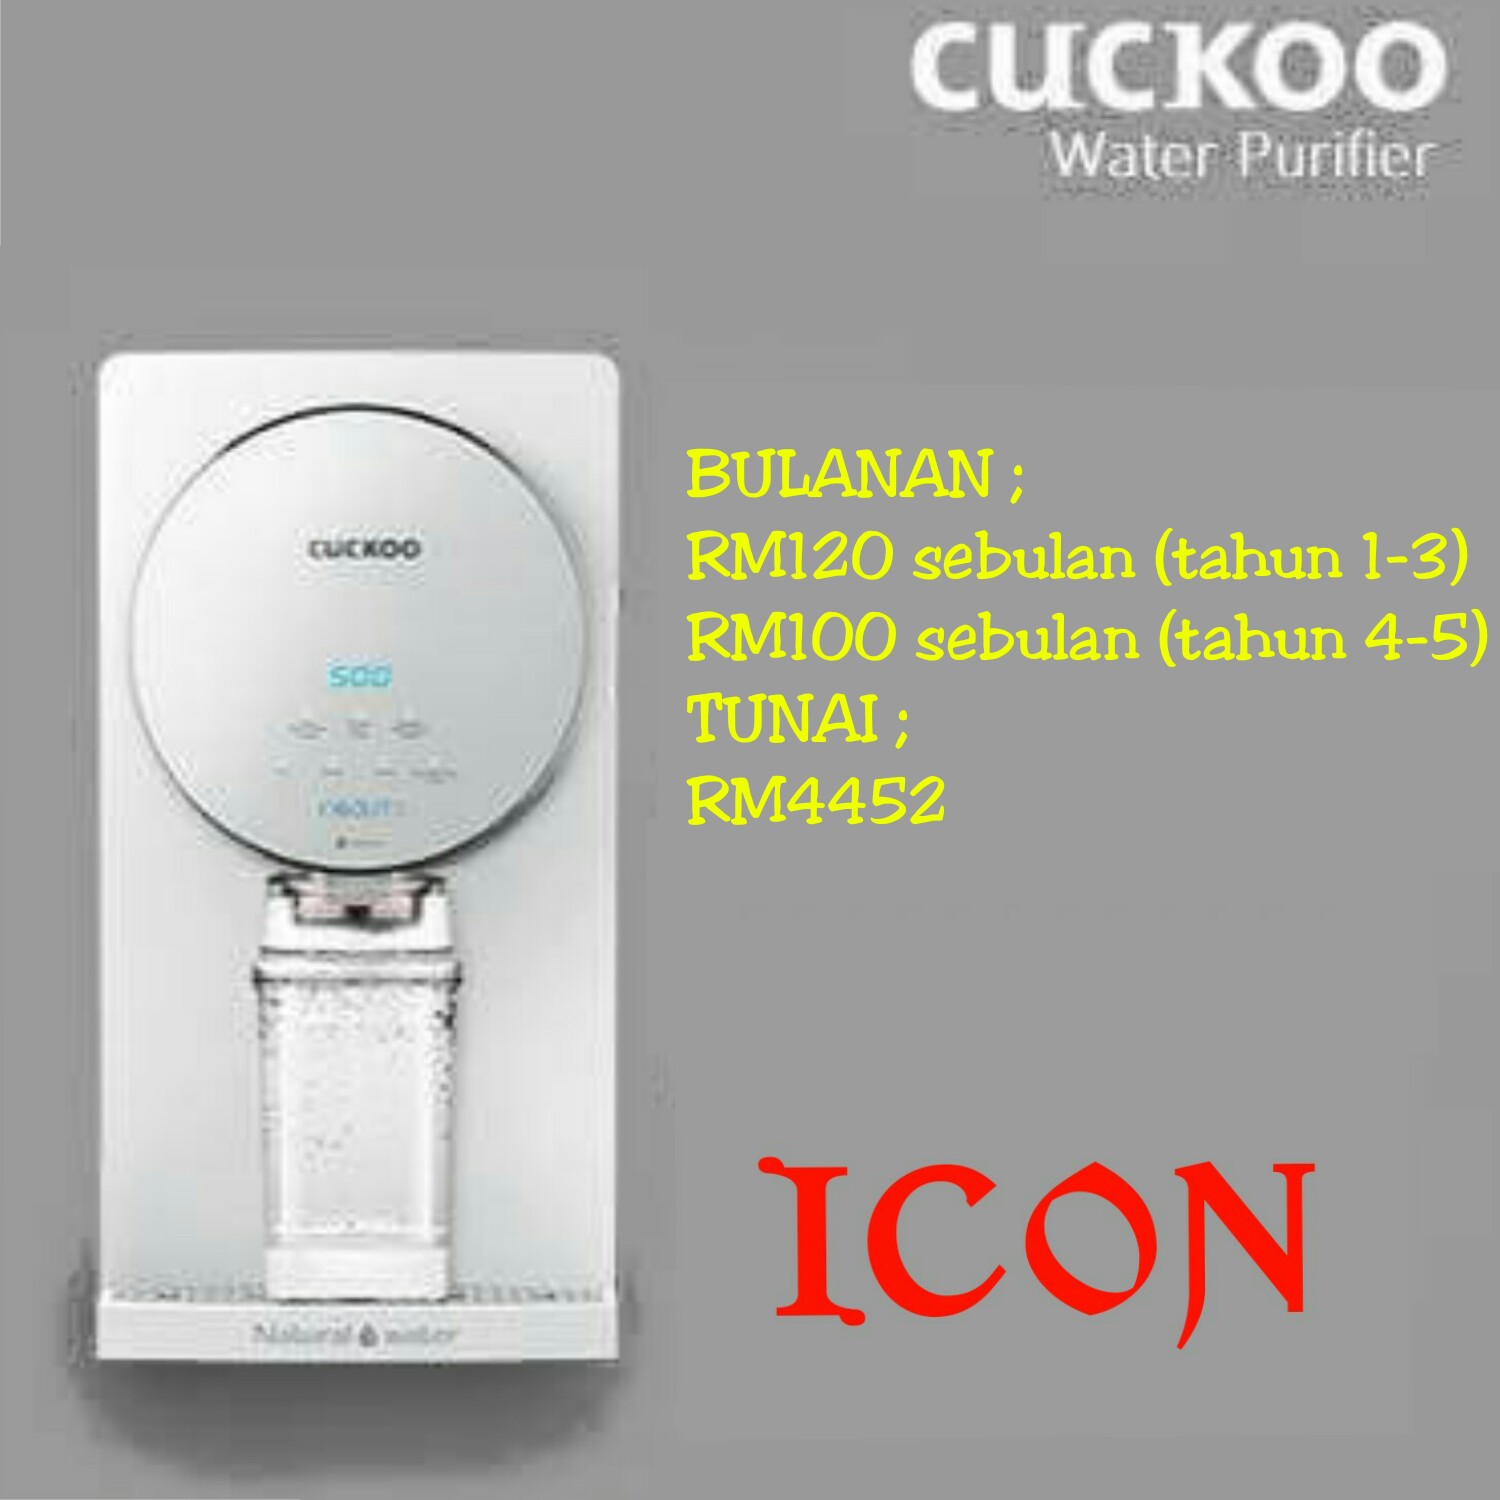 CUCKOO
Water Purifier
CUCKOO
500
BULANAN ;
RM120 sebulan (tahun 1-3)
RM100 sebulan (tahun 4-5)
TUNAI ;
RM4452
ICON
Natural water